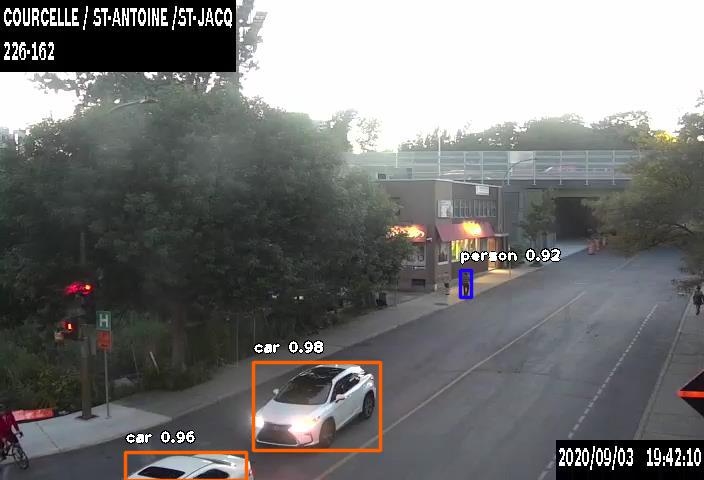 COURCELLE / ST-ANTOINE /ST-JACQ
226-162
person 0.92
H
car 0.98
car 0.96
2020/09/03 19:42:10